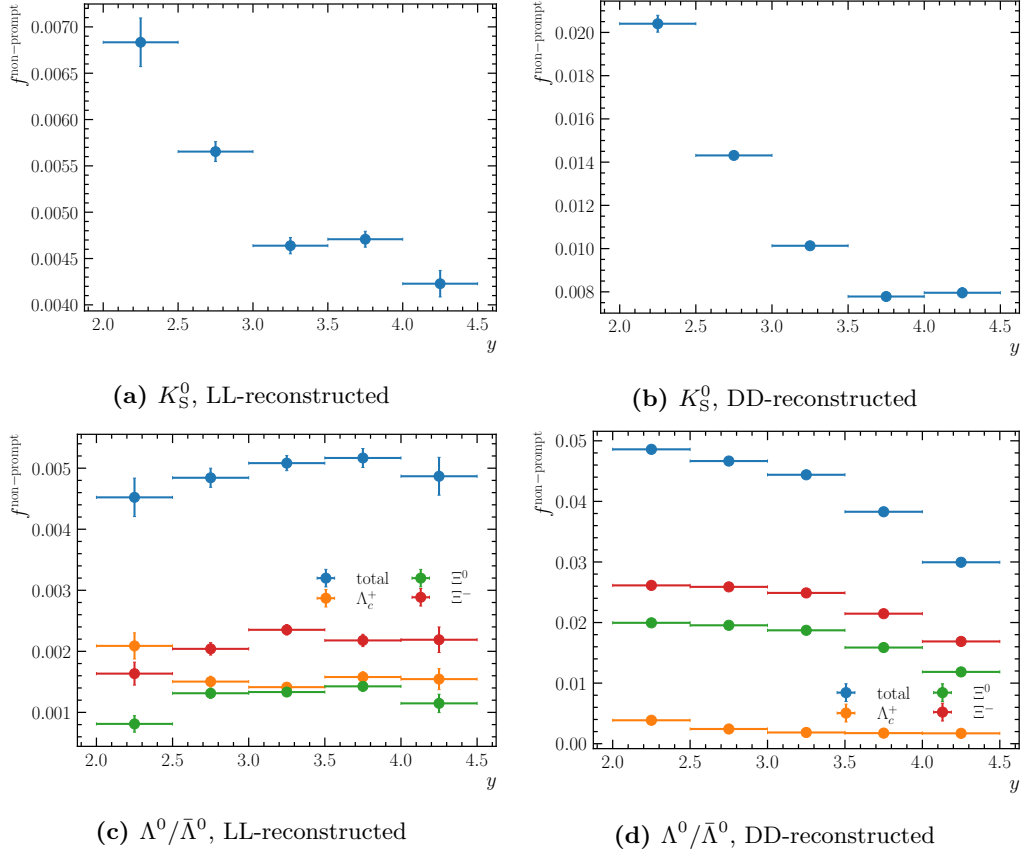 f^non−prompt
0.0070
0.0065
0.0060
0.0055
0.0050
0.0045
0.0040
2.0 2.5 3.0 3.5 4.0 4.5
y
(a) K_S^0, LL-reconstructed
f^non−prompt
0.020
0.018
0.016
0.014
0.012
0.010
0.008
2.0 2.5 3.0 3.5 4.0 4.5
y
(b) K_S^0, DD-reconstructed
f^non−prompt
0.005
0.004
0.003
0.002
0.001
total Ξ^0
Λ_c^+ Ξ^−
2.0 2.5 3.0 3.5 4.0 4.5
y
(c) Λ^0/Λ̄^0, LL-reconstructed
f^non−prompt
0.05
0.04
0.03
0.02
0.01
0.00
total Ξ^0
Λ_c^+ Ξ^−
2.0 2.5 3.0 3.5 4.0 4.5
y
(d) Λ^0/Λ̄^0, DD-reconstructed